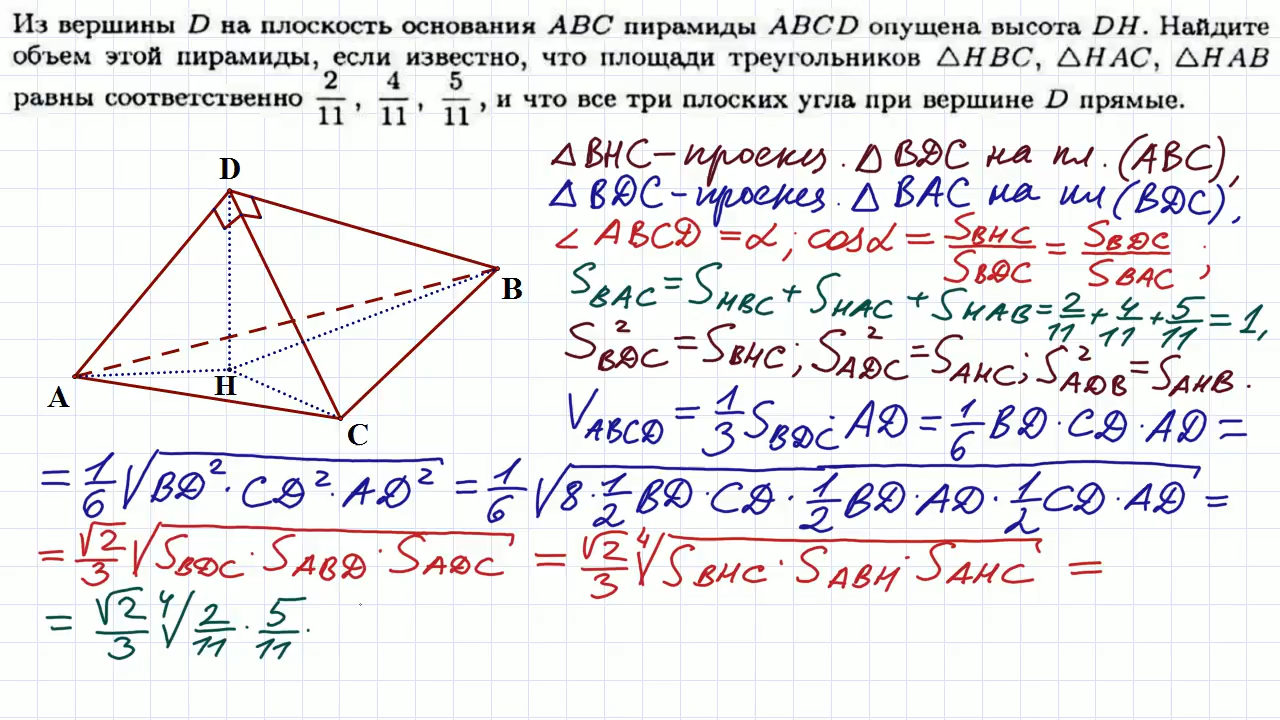 Из вершины D на плоскость основания ABC пирамиды ABCD опущена высота DH. Найдите
объем этой пирамиды, если известно, что площади треугольников △HBC, △HAC, △HAB
равны соответственно 2/11, 4/11, 5/11, и что все три плоских угла при вершине D прямые.
△BHC – проекц. △BDC на пл. (ABC),
△BDC – проекц. △BAC на пл (BDC),
∠ABCD = α; cosα = S_BHC/S_BDC = S_BDC/S_BAC;
S_BAC = S_HBC + S_HAC + S_HAB = 2/11 + 4/11 + 5/11 = 1,
S²_BDC = S_BHC; S²_ADC = S_AHC; S²_ADB = S_AHB.
V_ABCD = 1/3 S_BDC · AD = 1/6 BD · CD · AD =
= 1/6 √(BD² · CD² · AD²) = 1/6 √(8 · 1/2 BD · CD · 1/2 BD · AD · 1/2 CD · AD) =
= √2/3 √(S_BDC · S_ABD · S_ADC) = √2/3 ∜(S_BHC · S_ABH · S_AHC) =
= √2/3 ∜ 2/11 · 5/11 ·
D
B
A
H
C